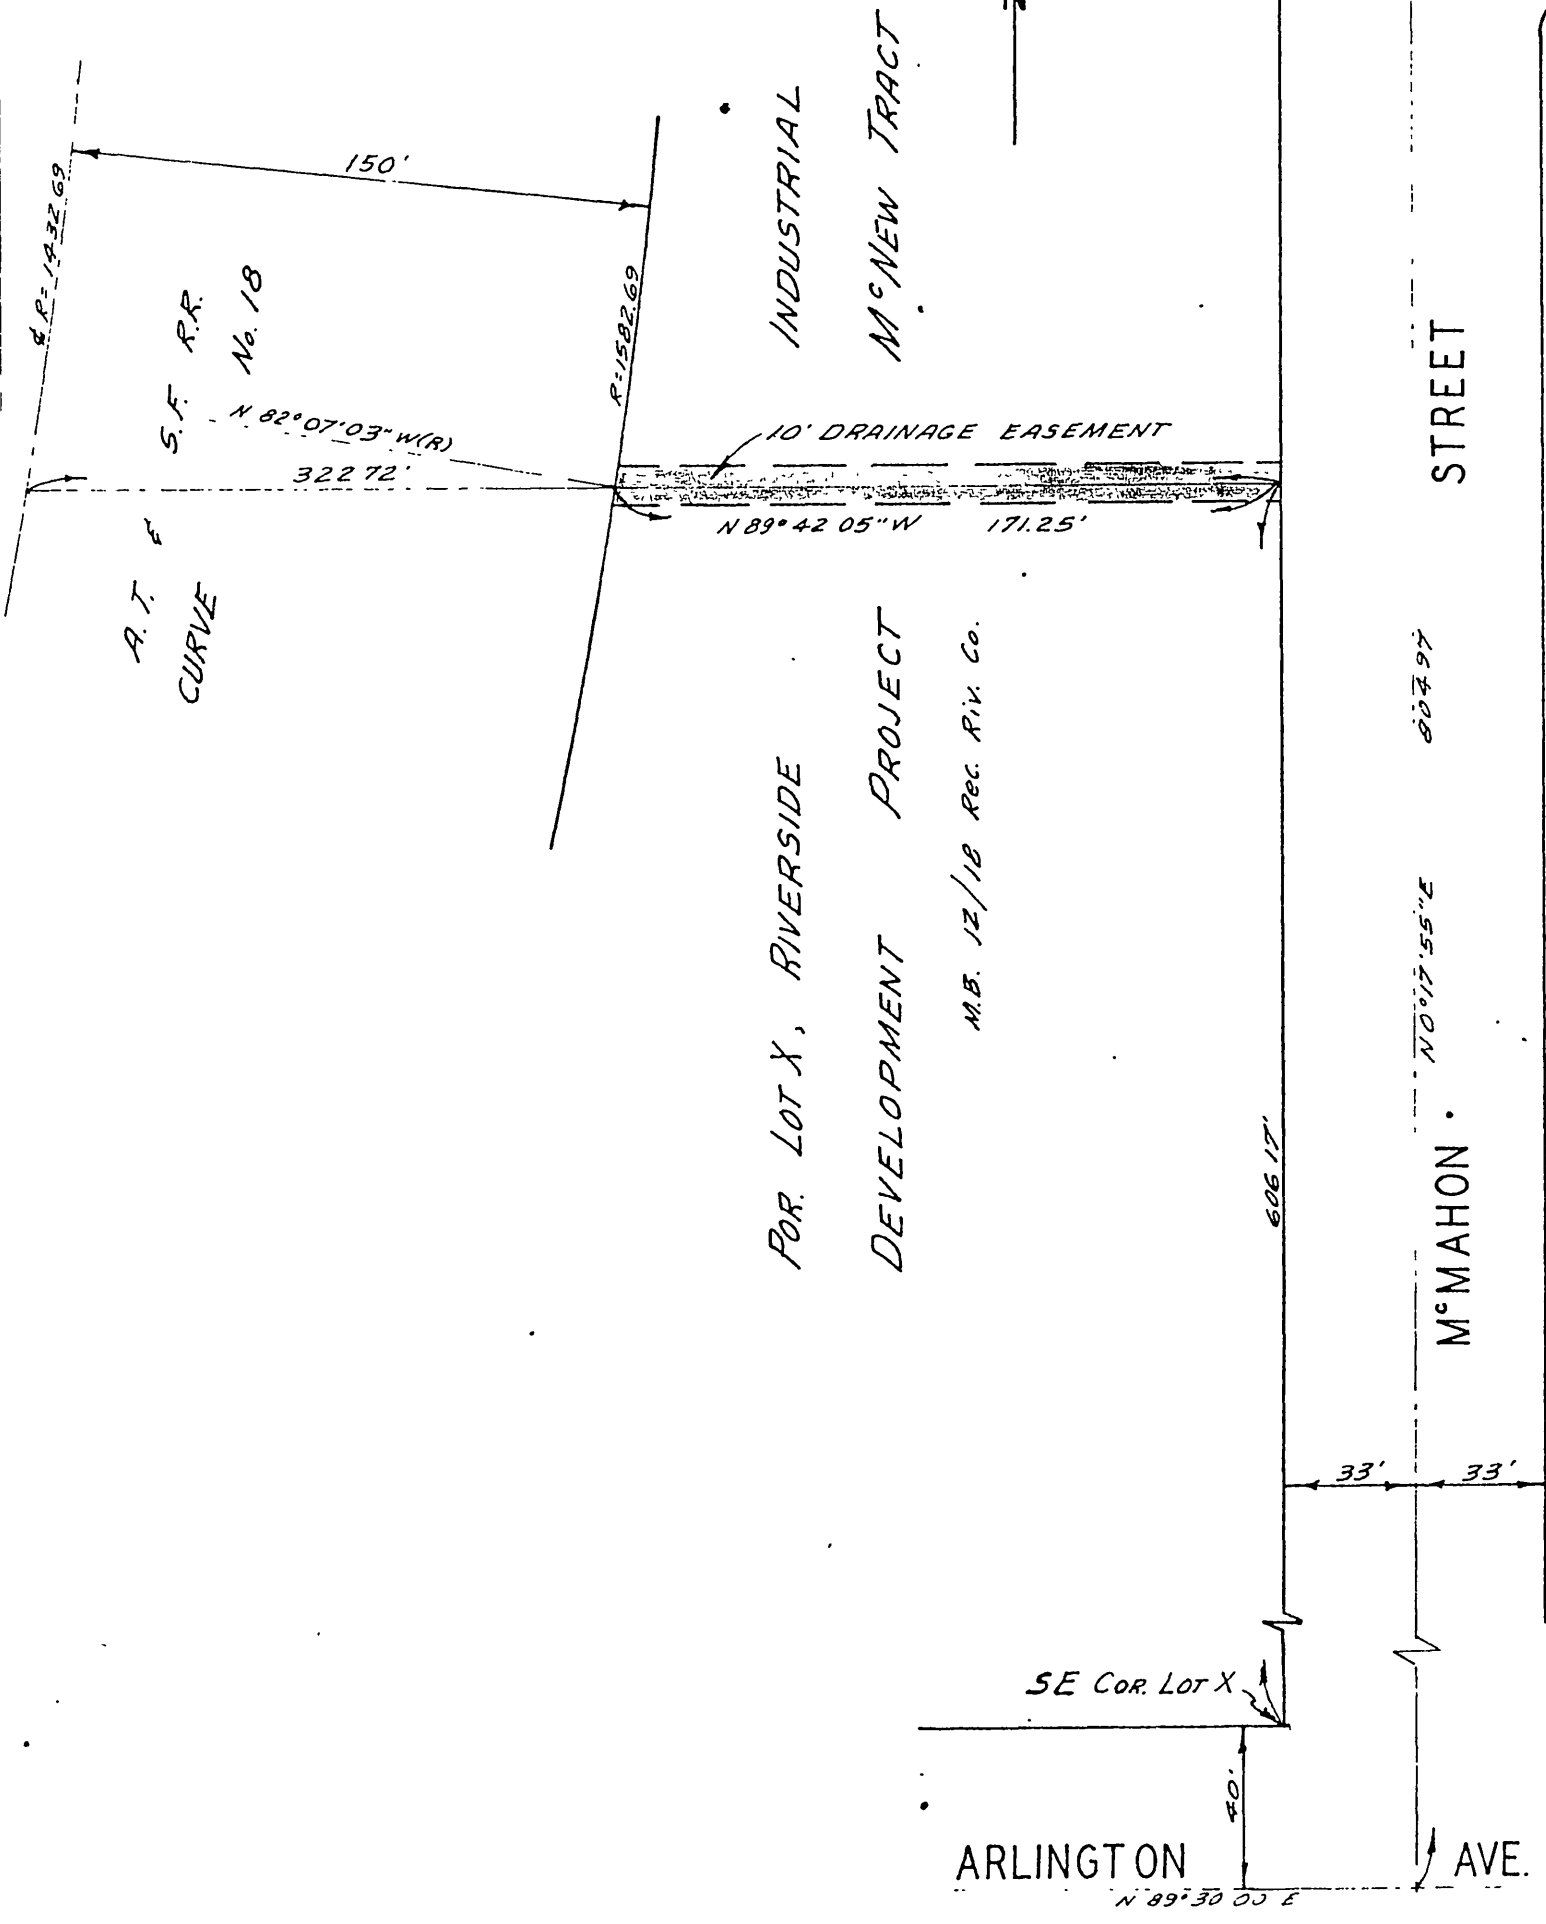 150'
₵ R = 1432.69
A. T. & S. F. R.R.
CURVE No. 18
N 82° 07' 03" W (R)
322 72'
R = 1582.69
INDUSTRIAL
McNEW TRACT
10' DRAINAGE EASEMENT
N 89° 42 05" W 171.25'
POR. LOT X, RIVERSIDE
DEVELOPMENT PROJECT
M.B. 12/18 Rec. Riv. Co.
606 17'
McMAHON STREET
N 0° 17' 55" E 804 97
33' 33'
SE COR. LOT X
40'
ARLINGTON AVE.
N 89° 30 00 E